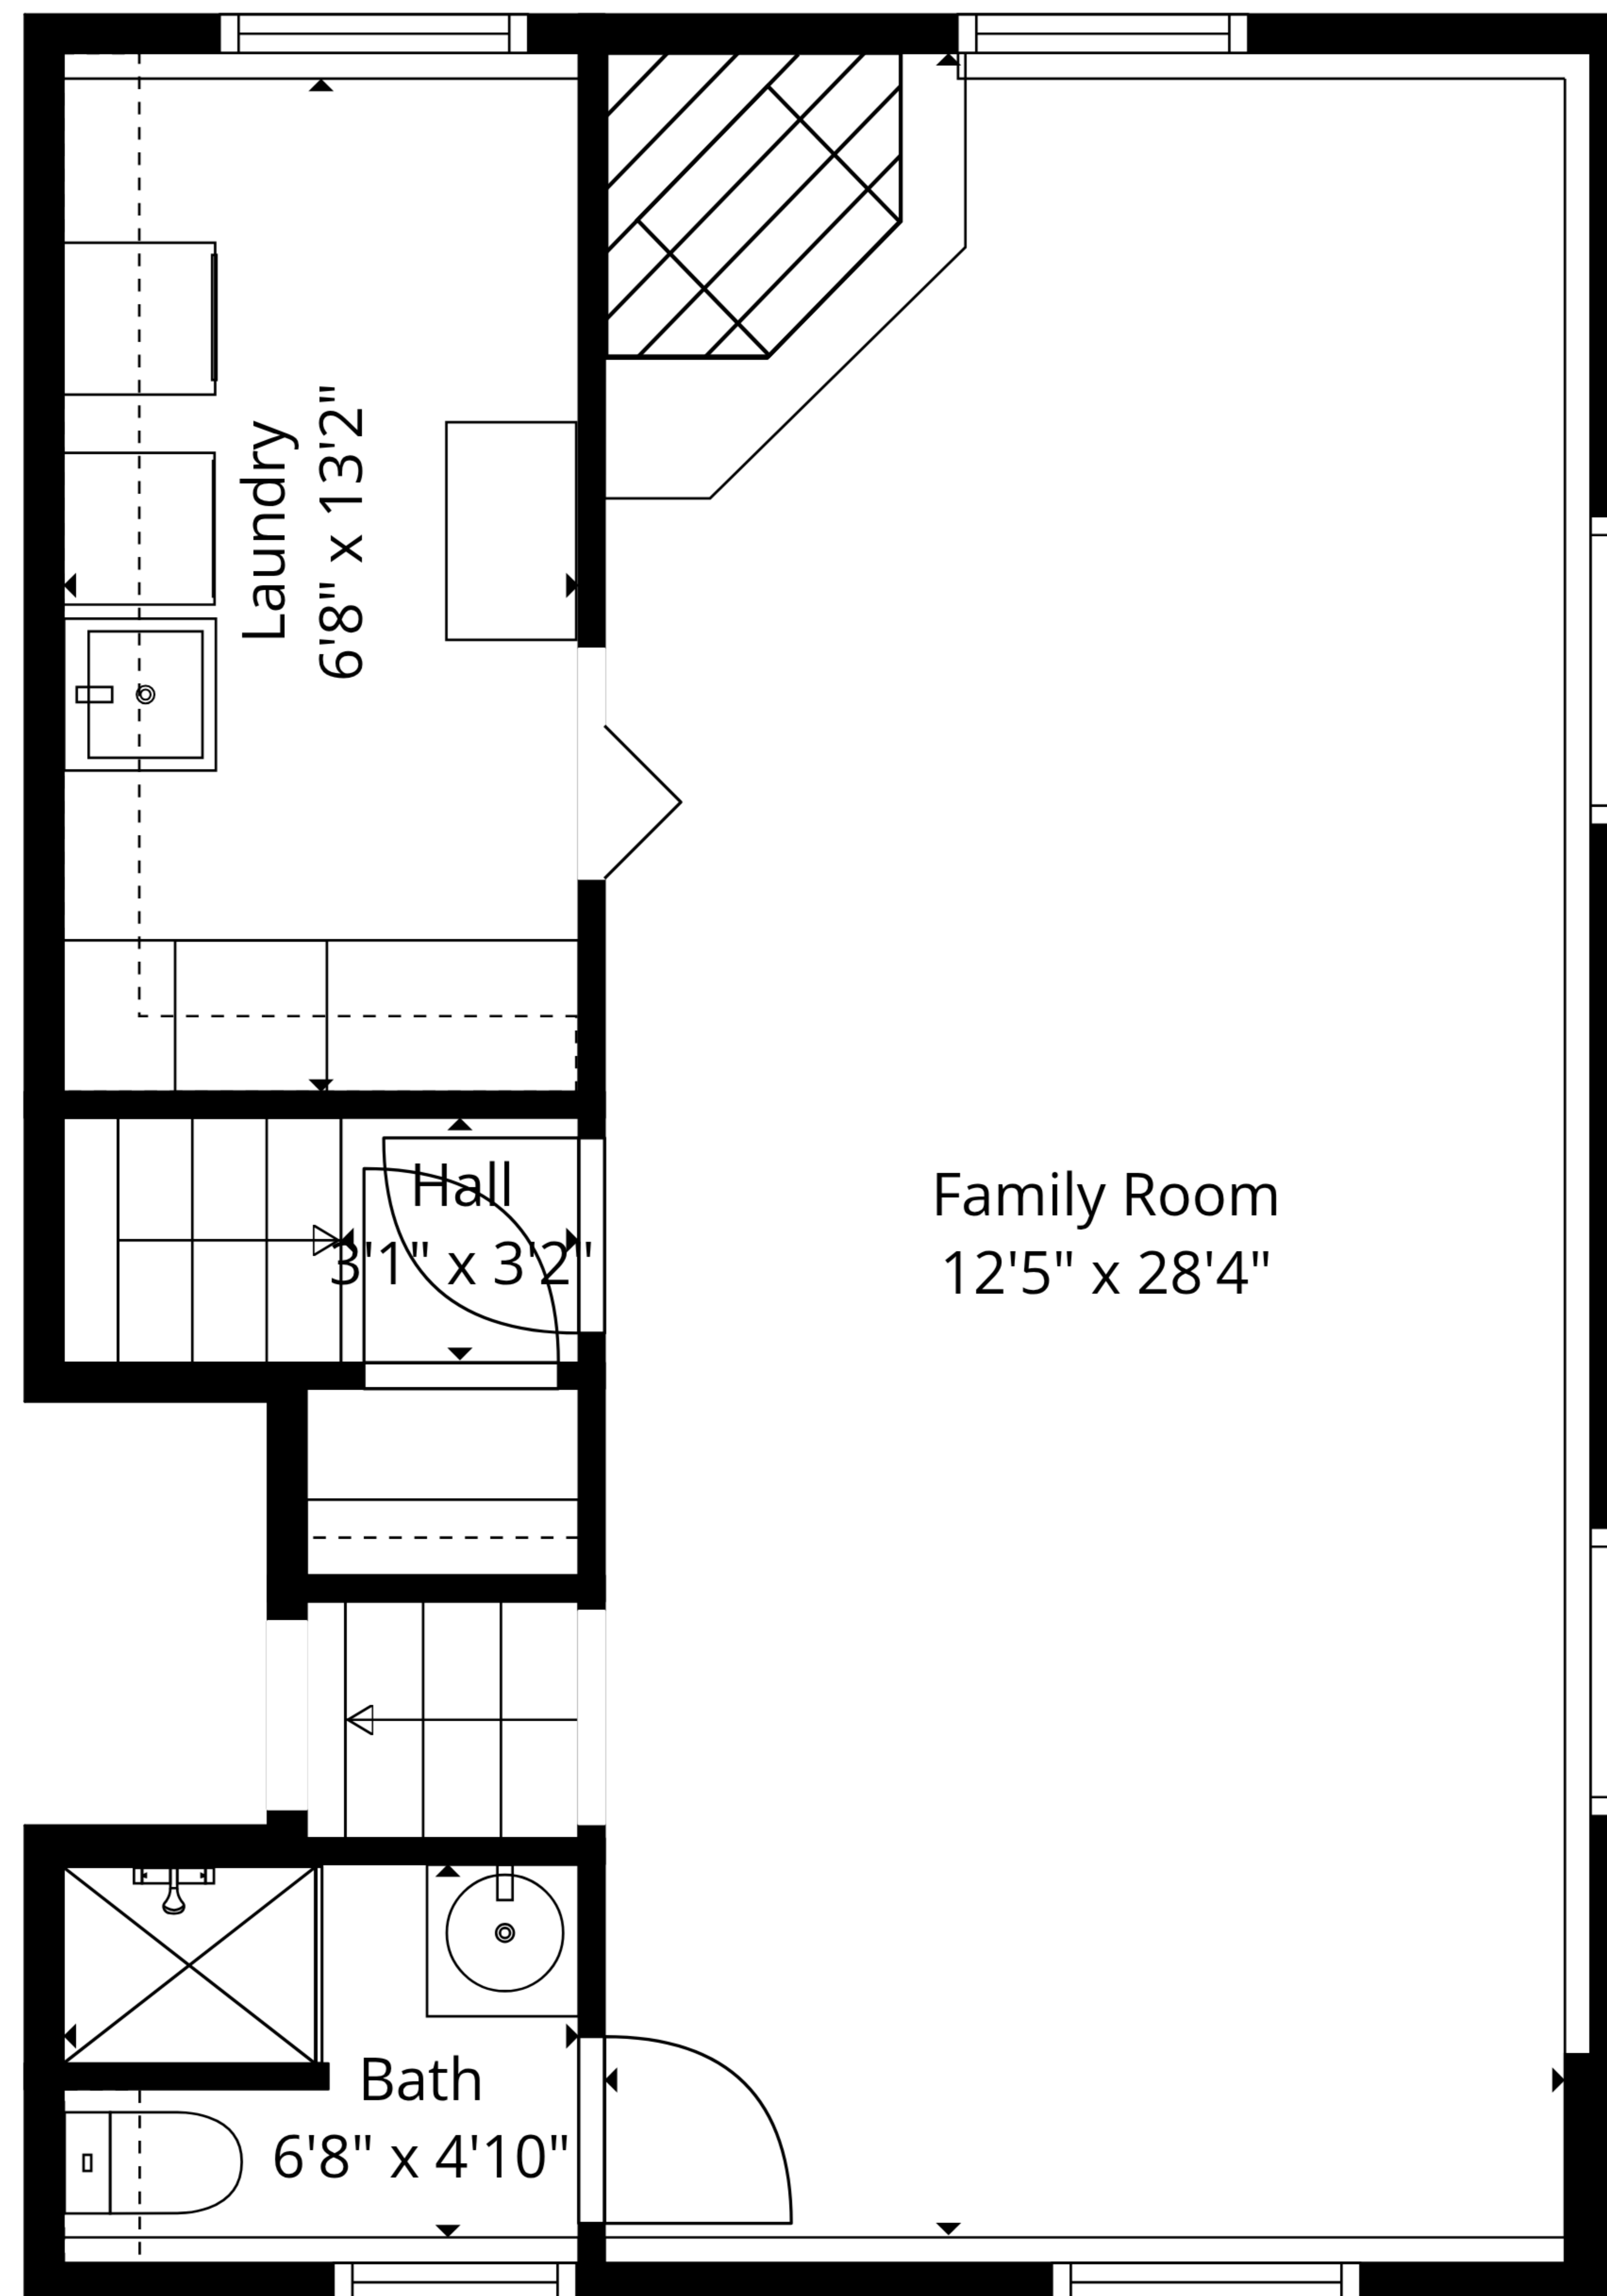 Laundry
6'8" x 13'2"
Hall
3'1" x 3'2"
Family Room
12'5" x 28'4"
Bath
6'8" x 4'10"